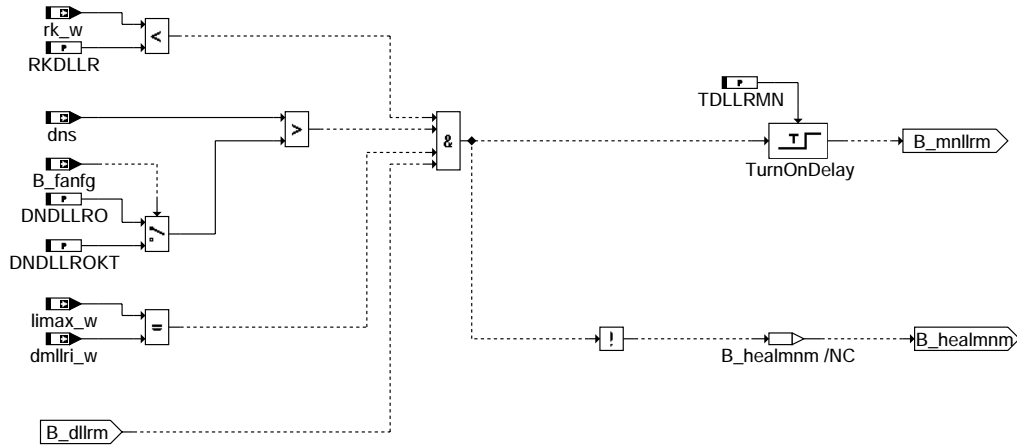 rk_w
<
P
RKDLLR
P
TDLLRMN
dns
>
&
T
TurnOnDelay
B_mnllrm
B_fanfg
P
DNDLLRO
P
DNDLLROKT
limax_w
=
dmllri_w
!
B_healmnm /NC
B_healmnm
B_dllrm